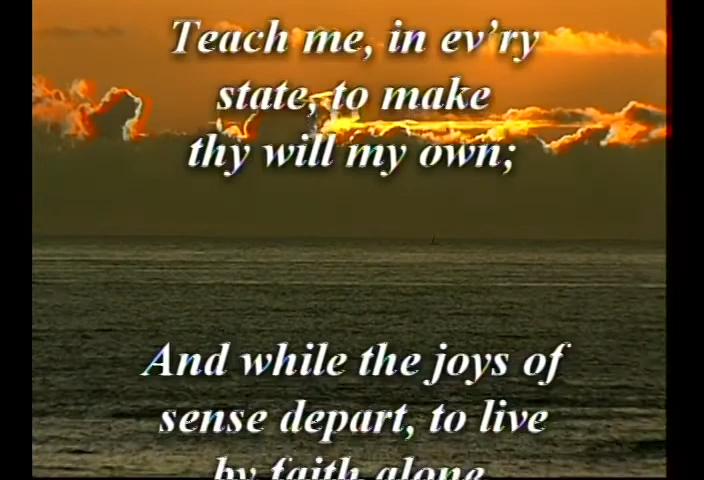 Teach me, in ev'ry
state, to make
thy will my own;
And while the joys of
sense depart, to live
by faith alone